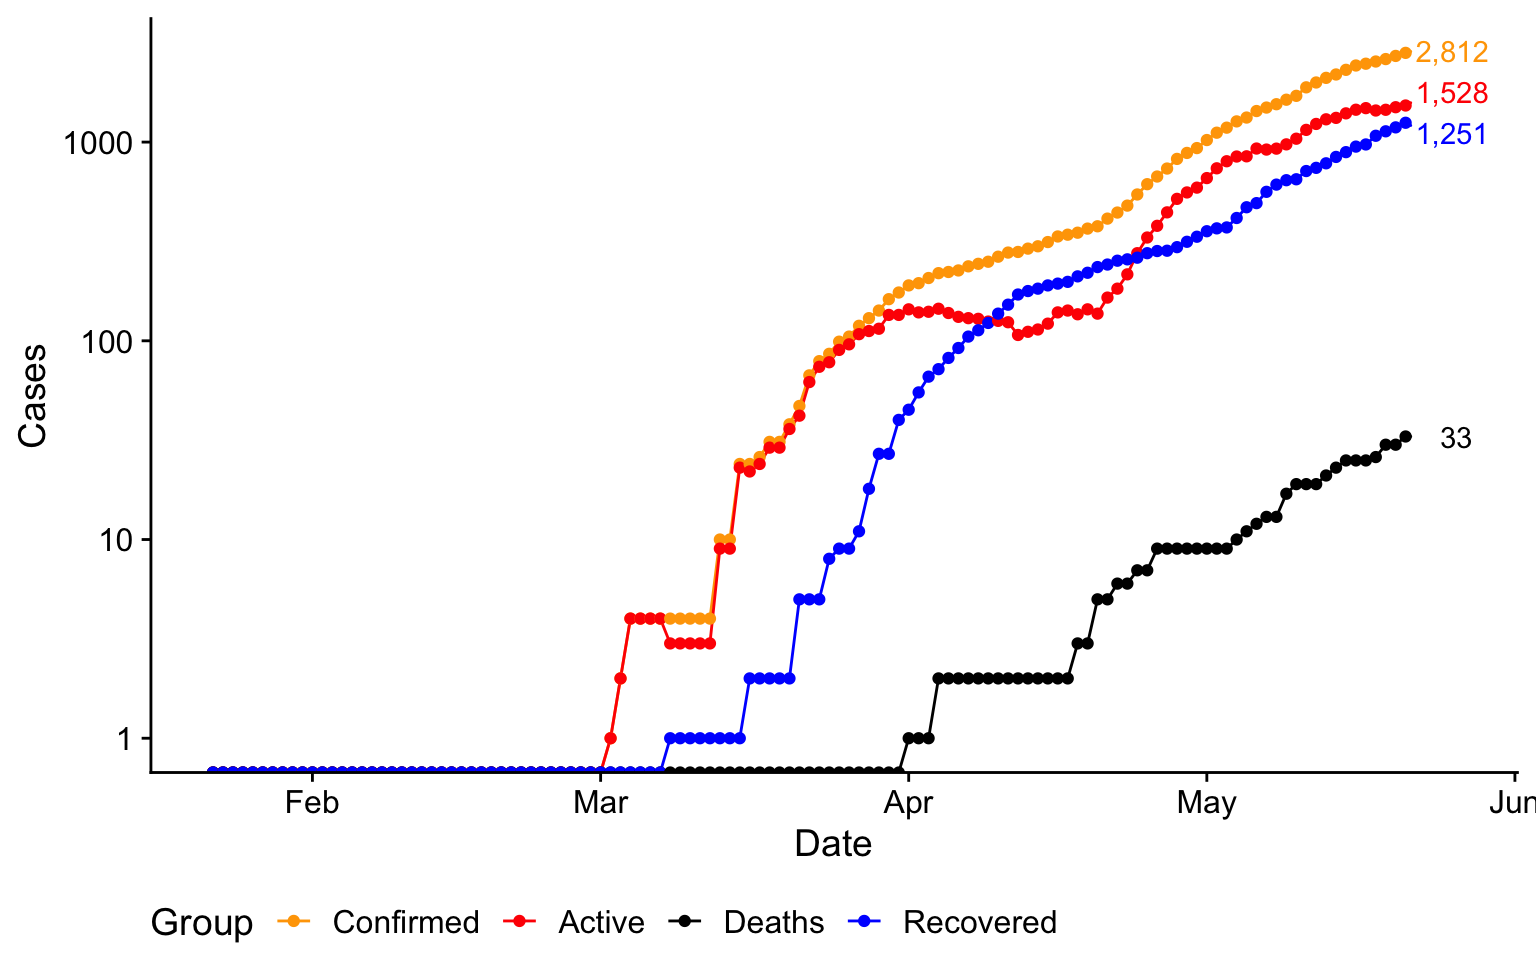 2,812
1,528
1,251
1000
100
Cases
33
10
1
Feb Mar Apr May Jun
Date
Group Confirmed Active Deaths Recovered